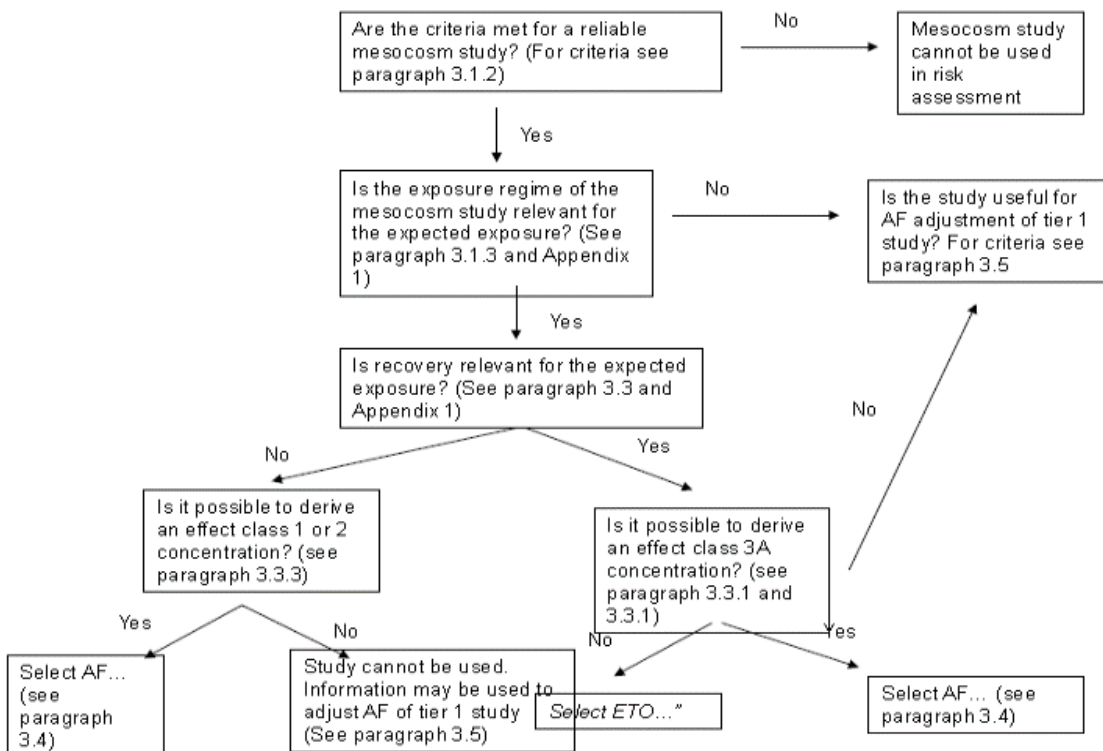 Are the criteria met for a reliable
mesocosm study? (For criteria see
paragraph 3.1.2)
No
Mesocosm study
cannot be used
in risk
assessment
Yes
Is the exposure regime of the
mesocosm study relevant for
the expected exposure? (See
paragraph 3.1.3 and Appendix
1)
No
Is the study useful for
AF adjustment of tier 1
study? For criteria see
paragraph 3.5
Yes
Is recovery relevant for the expected
exposure? (See paragraph 3.3 and
Appendix 1)
No
Yes
No
Is it possible to derive
an effect class 1 or 2
concentration? (see
paragraph 3.3.3)
Is it possible to derive
an effect class 3A
concentration? (see
paragraph 3.3.1 and
3.3.1)
Yes
No
No
Yes
Select AF... 
(see
paragraph
3.4)
Study cannot be used.
Information may be used to
adjust AF of tier 1 study
(See paragraph 3.5)
Select ETO..."
Select AF... (see
paragraph 3.4)